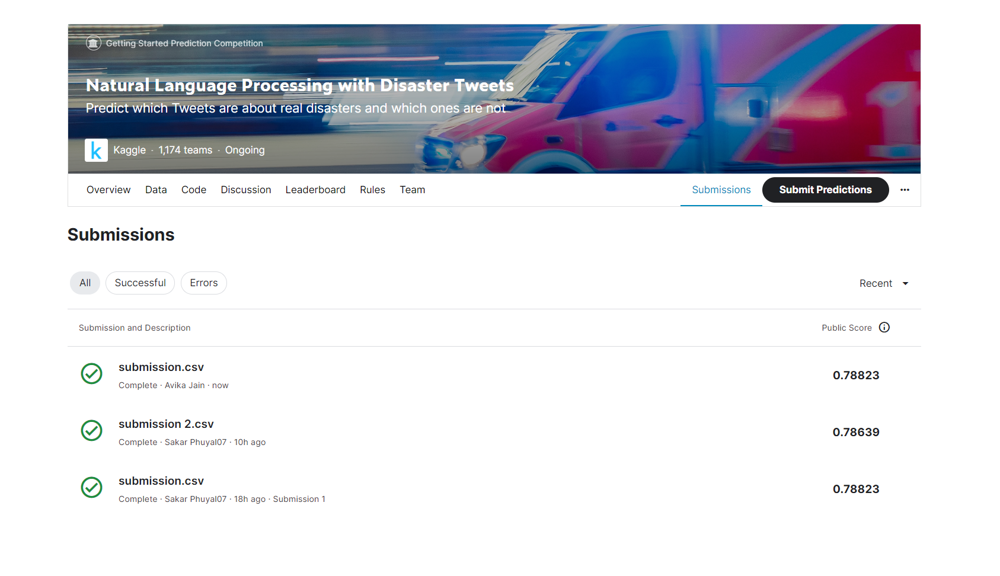 Getting Started Prediction Competition
Natural Language Processing with Disaster Tweets
Predict which Tweets are about real disasters and which ones are not
k Kaggle · 1,174 teams · Ongoing
Overview Data Code Discussion Leaderboard Rules Team Submissions Submit Predictions ···
Submissions
All Successful Errors Recent
Submission and Description Public Score
submission.csv
Complete · Avika Jain · now
0.78823
submission 2.csv
Complete · Sakar Phuyal07 · 10h ago
0.78639
submission.csv
Complete · Sakar Phuyal07 · 18h ago · Submission 1
0.78823